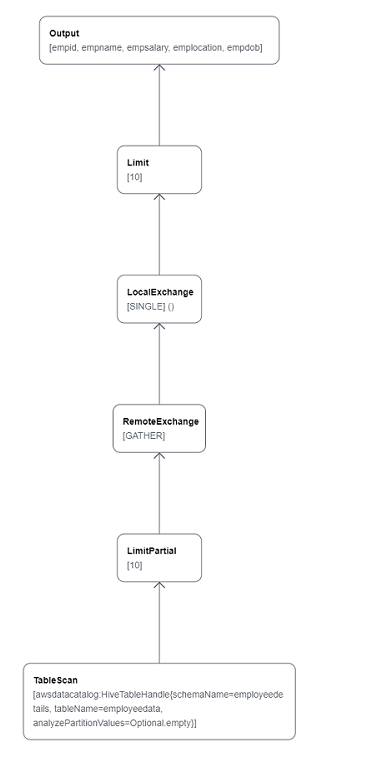 Output
[empid, empname, empsalary, emplocation, empdob]
Limit
[10]
LocalExchange
[SINGLE] ()
RemoteExchange
[GATHER]
LimitPartial
[10]
TableScan
[awsdatacatalog:HiveTableHandle{schemaName=employeede
tails, tableName=employeedata,
analyzePartitionValues=Optional.empty}]